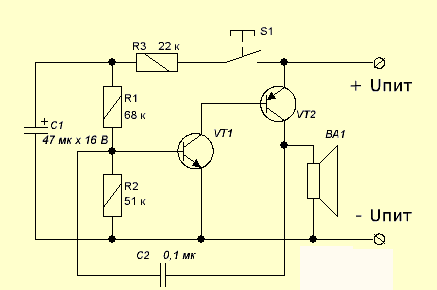 S1
R3 22 к
+ Uпит
R1
68 к
VT2
+ C1
47 мк x 16 В
VT1
BA1
R2
51 к
- Uпит
C2 0,1 мк